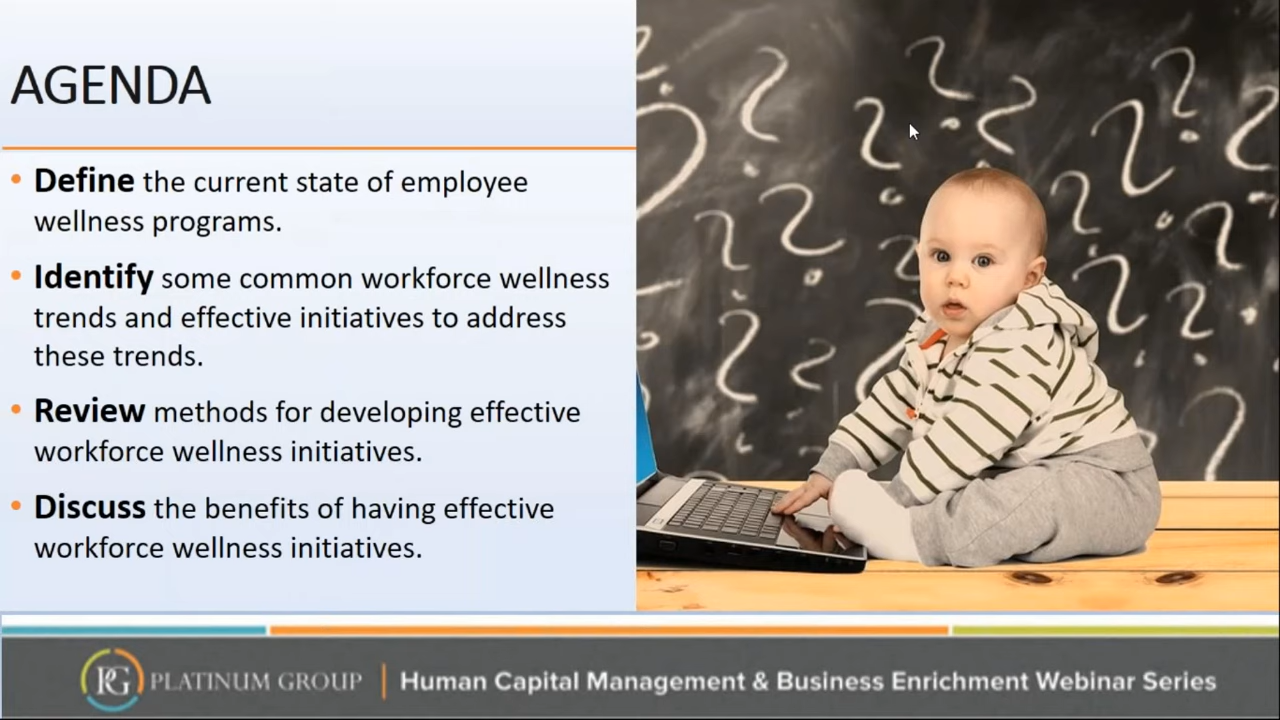 AGENDA
• Define the current state of employee
wellness programs.
• Identify some common workforce wellness
trends and effective initiatives to address
these trends.
• Review methods for developing effective
workforce wellness initiatives.
• Discuss the benefits of having effective
workforce wellness initiatives.
PG PLATINUM GROUP | Human Capital Management & Business Enrichment Webinar Series